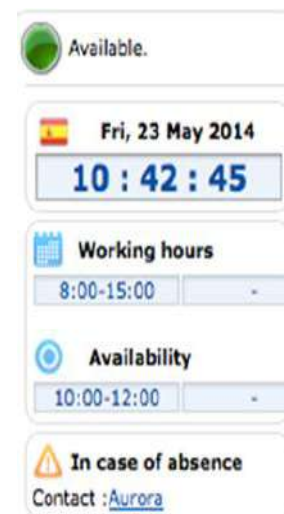 Available.
Fri, 23 May 2014
10 : 42 : 45
Working hours
8:00-15:00 -
Availability
10:00-12:00 -
In case of absence
Contact :Aurora